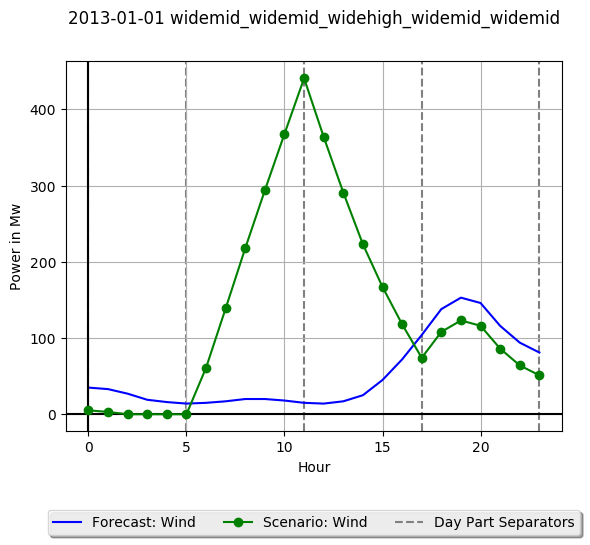 2013-01-01 widemid_widemid_widehigh_widemid_widemid
Power in Mw
400
300
200
100
0
0 5 10 15 20
Hour
Forecast: Wind Scenario: Wind Day Part Separators